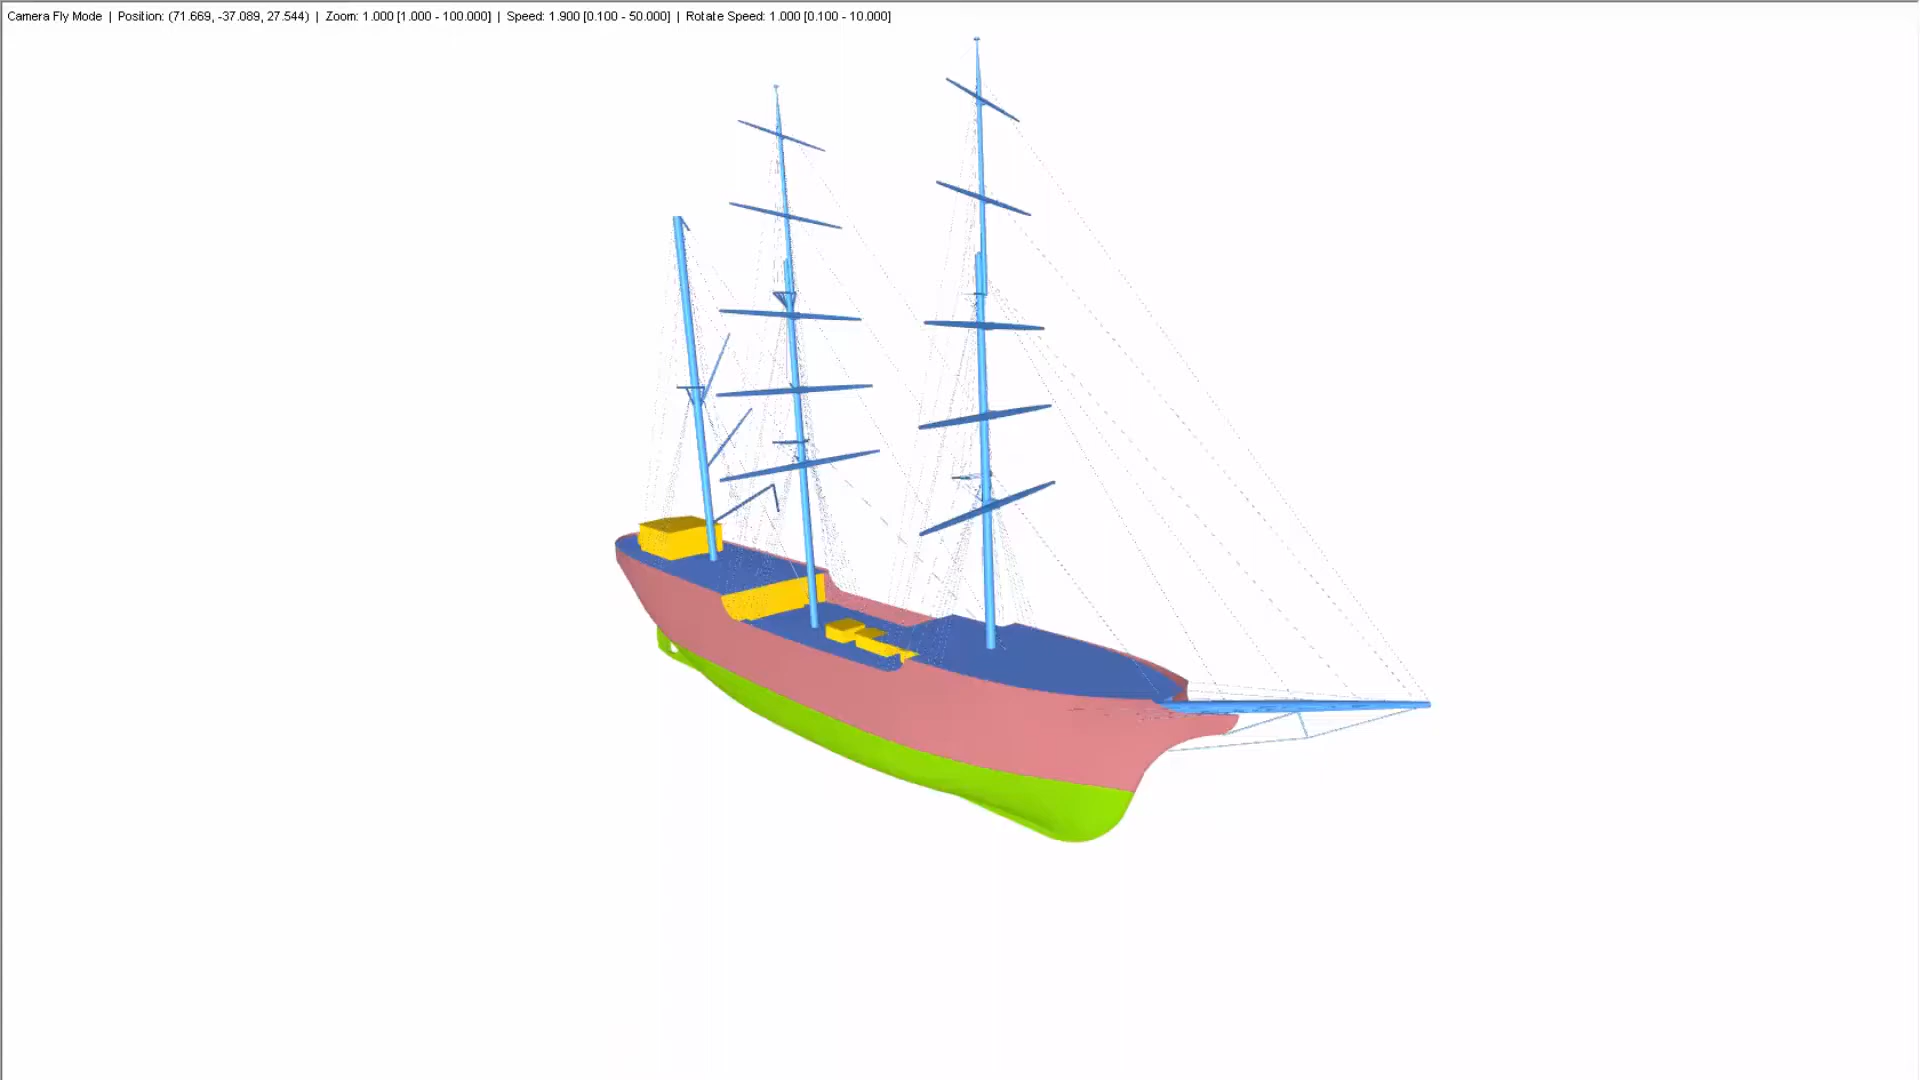 Camera Fly Mode | Position: (71.669, -37.089, 27.544) | Zoom: 1.000 [1.000 - 100.000] | Speed: 1.900 [0.100 - 50.000] | Rotate Speed: 1.000 [0.100 - 10.000]